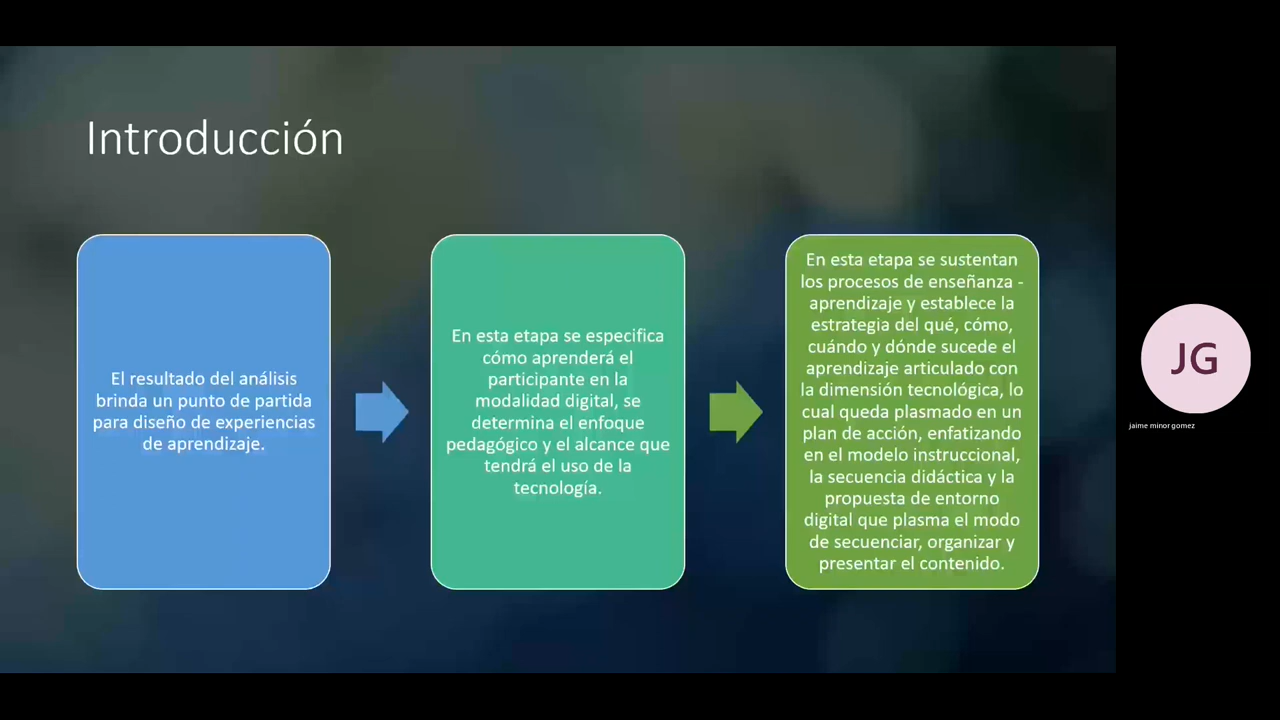 Introducción
El resultado del análisis
brinda un punto de partida
para diseño de experiencias
de aprendizaje.
En esta etapa se especifica
cómo aprenderá el
participante en la
modalidad digital, se
determina el enfoque
pedagógico y el alcance que
tendrá el uso de la
tecnología.
En esta etapa se sustentan
los procesos de enseñanza -
aprendizaje y establece la
estrategia del qué, cómo,
cuándo y dónde sucede el
aprendizaje articulado con
la dimensión tecnológica, lo
cual queda plasmado en un
plan de acción, enfatizando
en el modelo instruccional,
la secuencia didáctica y la
propuesta de entorno
digital que plasma el modo
de secuenciar, organizar y
presentar el contenido.
JG
jaime minor gomez